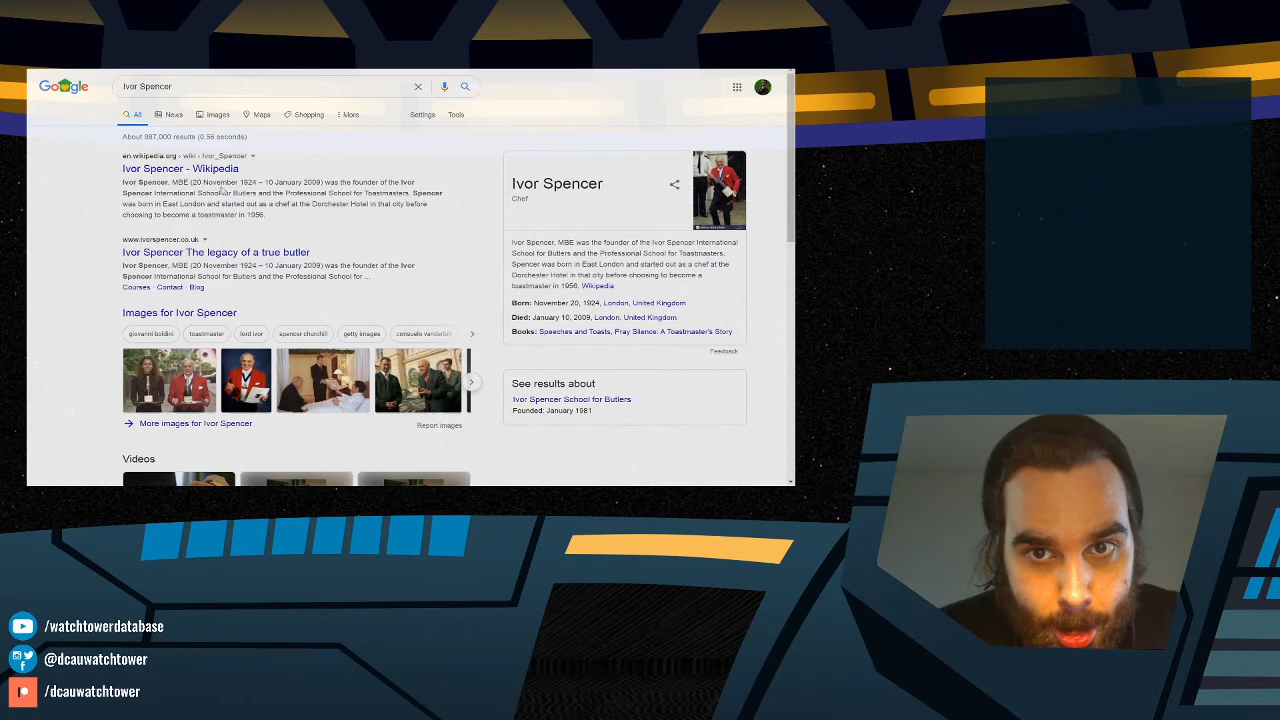 Google
Ivor Spencer
All News Images Maps Shopping More Settings Tools
About 987,000 results (0.56 seconds)
en.wikipedia.org › wiki › Ivor_Spencer
Ivor Spencer - Wikipedia
Ivor Spencer, MBE (20 November 1924 – 10 January 2009) was the founder of the Ivor
Spencer International School for Butlers and the Professional School for Toastmasters. Spencer
was born in East London and started out as a chef at the Dorchester Hotel in that city before
choosing to become a toastmaster in 1956.
www.ivorspencer.co.uk
Ivor Spencer The legacy of a true butler
Ivor Spencer, MBE (20 November 1924 – 10 January 2009) was the founder of the Ivor
Spencer International School for Butlers and the Professional School for Toastmasters and the Professional School for ...
Courses · Contact · Blog
Images for Ivor Spencer
giovanni boldini toastmaster lord ivor spencer churchill getty images consuelo vanderbilt
More images for Ivor Spencer Report images
Videos
Ivor Spencer
Chef
Ivor Spencer, MBE was the founder of the Ivor Spencer International
School for Butlers and the Professional School for Toastmasters.
Spencer was born in East London and started out as a chef at the
Dorchester Hotel in that city before choosing to become a
toastmaster in 1956. Wikipedia
Born: November 20, 1924, London, United Kingdom
Died: January 10, 2009, London, United Kingdom
Books: Speeches and Toasts, Pray Silence: A Toastmaster's Story
Feedback
See results about
Ivor Spencer School for Butlers
Founded: January 1981
/watchtowerdatabase
@dcauwatchtower
/dcauwatchtower